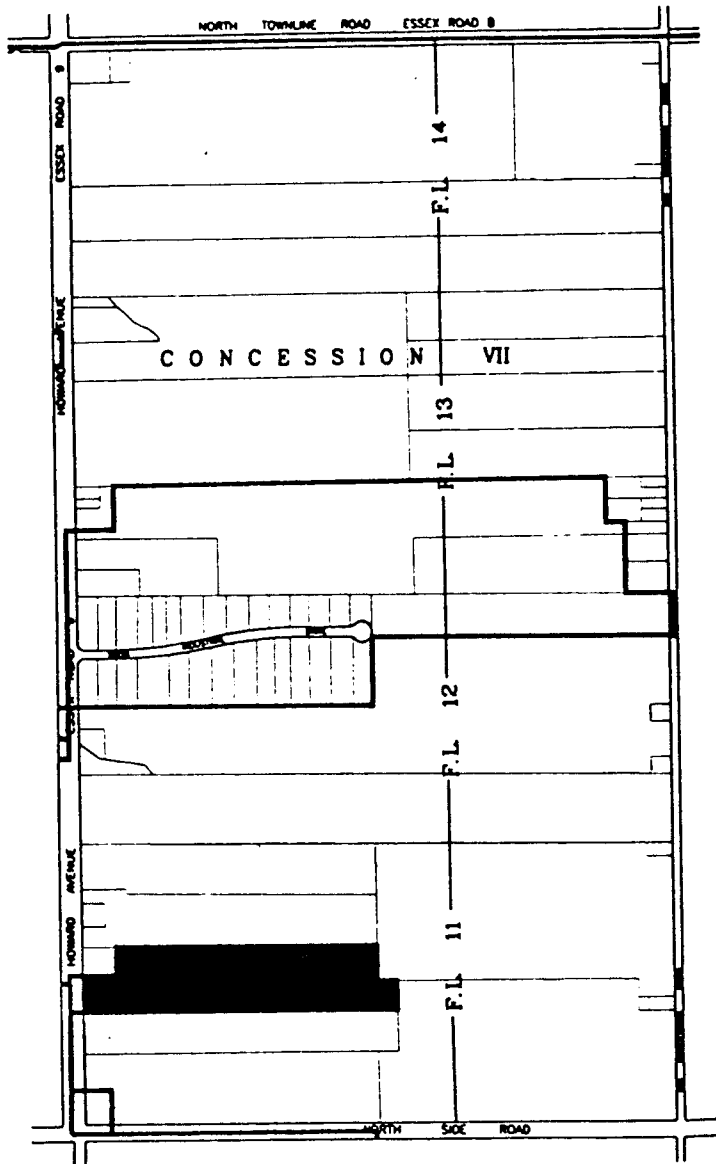 NORTH TOWNLINE ROAD ESSEX ROAD 8
ESSEX ROAD 9
F.L. 14
HOWARD AVENUE
CONCESSION VII
F.L. 13
INDUSTRIAL
F.L. 12
HOWARD AVENUE
F.L. 11
NORTH SIDE ROAD